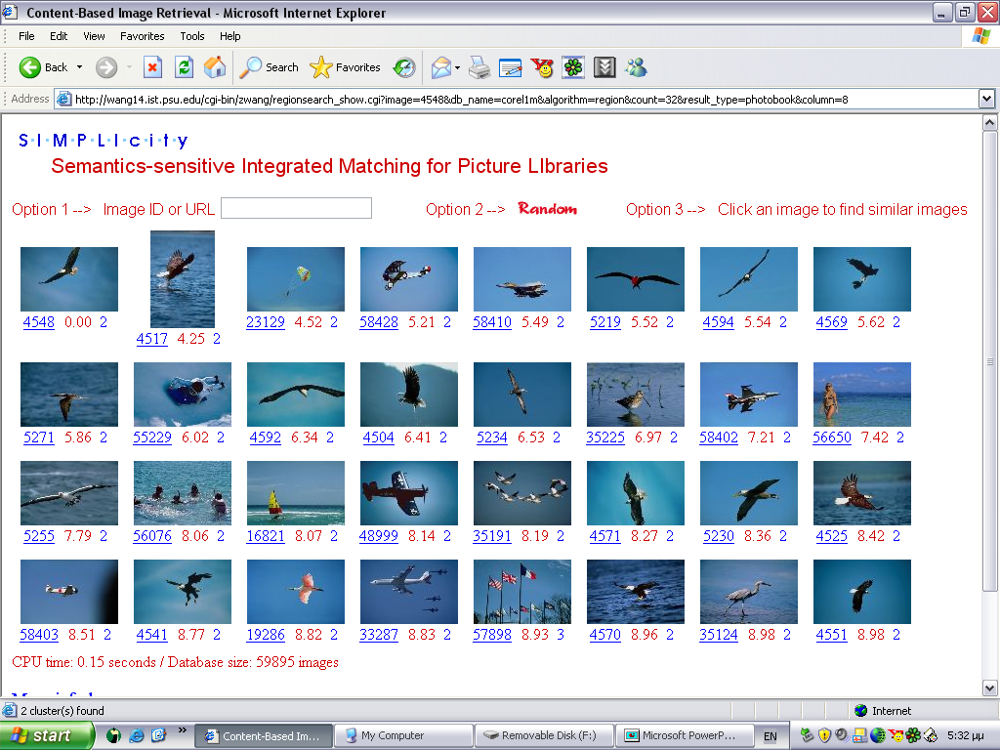 Content-Based Image Retrieval - Microsoft Internet Explorer
File Edit View Favorites Tools Help
Back Search Favorites
Address http://wang14.ist.psu.edu/cgi-bin/zwang/regionsearch_show.cgi?image=4548&db_name=corel1m&algorithm=region&count=32&result_type=photobook&column=8
S·I·M·P·L·I·c·i·t·y
Semantics-sensitive Integrated Matching for Picture LIbraries
Option 1 --> Image ID or URL Option 2 --> Random Option 3 --> Click an image to find similar images
4548 0.00 2 4517 4.25 2 23129 4.52 2 58428 5.21 2 58410 5.49 2 5219 5.52 2 4594 5.54 2 4569 5.62 2
5271 5.86 2 55229 6.02 2 4592 6.34 2 4504 6.41 2 5234 6.53 2 35225 6.97 2 58402 7.21 2 56650 7.42 2
5255 7.79 2 56076 8.06 2 16821 8.07 2 48999 8.14 2 35191 8.19 2 4571 8.27 2 5230 8.36 2 4525 8.42 2
58403 8.51 2 4541 8.77 2 19286 8.82 2 33287 8.83 2 57898 8.93 3 4570 8.96 2 35124 8.98 2 4551 8.98 2
CPU time: 0.15 seconds / Database size: 59895 images
2 cluster(s) found Internet
start Content-Based Im... My Computer Removable Disk (F:) Microsoft PowerP... EN 5:32 μμ